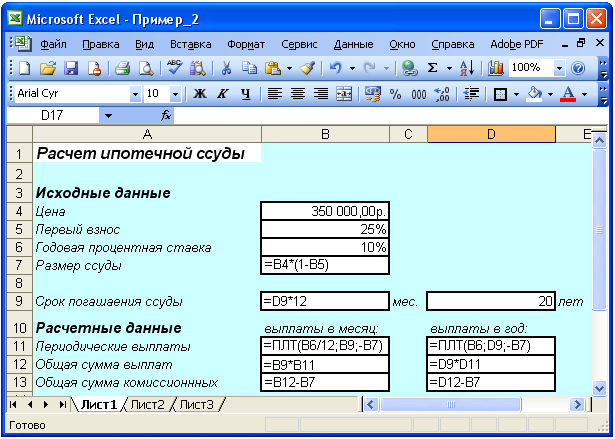 Microsoft Excel - Пример_2
Файл Правка Вид Вставка Формат Сервис Данные Окно Справка Adobe PDF
100%
Arial Cyr 10 Ж К Ч
D17 fx
A B C D E
1 Расчет ипотечной ссуды
2
3 Исходные данные
4 Цена 350 000,00р.
5 Первый взнос 25%
6 Годовая процентная ставка 10%
7 Размер ссуды =B4*(1-B5)
8
9 Срок погашаения ссуды =D9*12 мес. 20 лет
10 Расчетные данные выплаты в месяц: выплаты в год:
11 Периодические выплаты =ПЛТ(B6/12;B9;-B7) =ПЛТ(B6;D9;-B7)
12 Общая сумма выплат =B9*B11 =D9*D11
13 Общая сумма комиссионнных =B12-B7 =D12-B7
Лист1 Лист2 Лист3
Готово